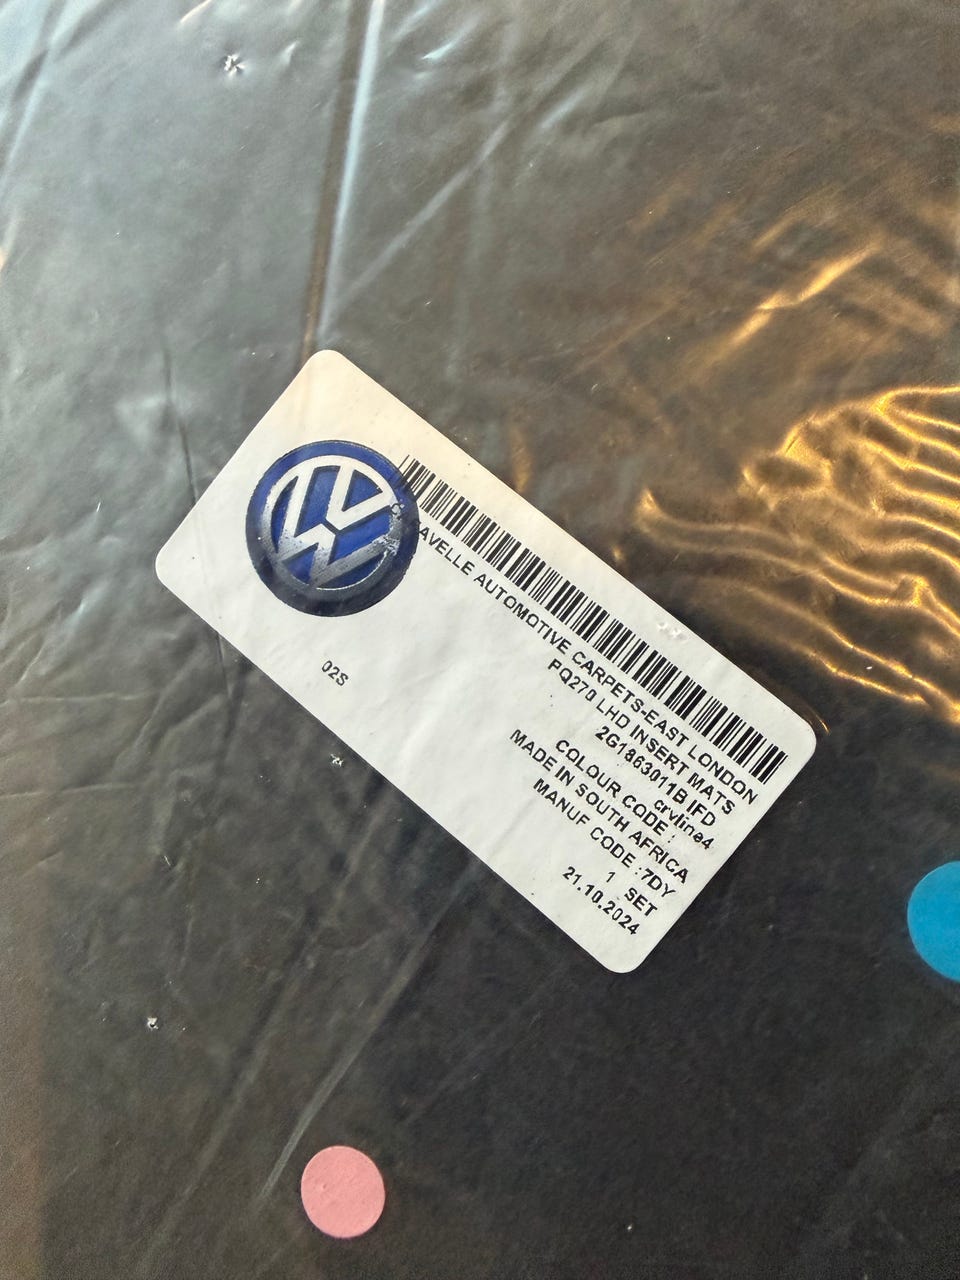 CARAVELLE AUTOMOTIVE CARPETS-EAST LONDON
PQ270 LHD INSERT MATS
2G1863011B IFD
COLOUR CODE :
crvline4
MADE IN SOUTH AFRICA
MANUF CODE :7DY
1 SET
21.10.2024
02S